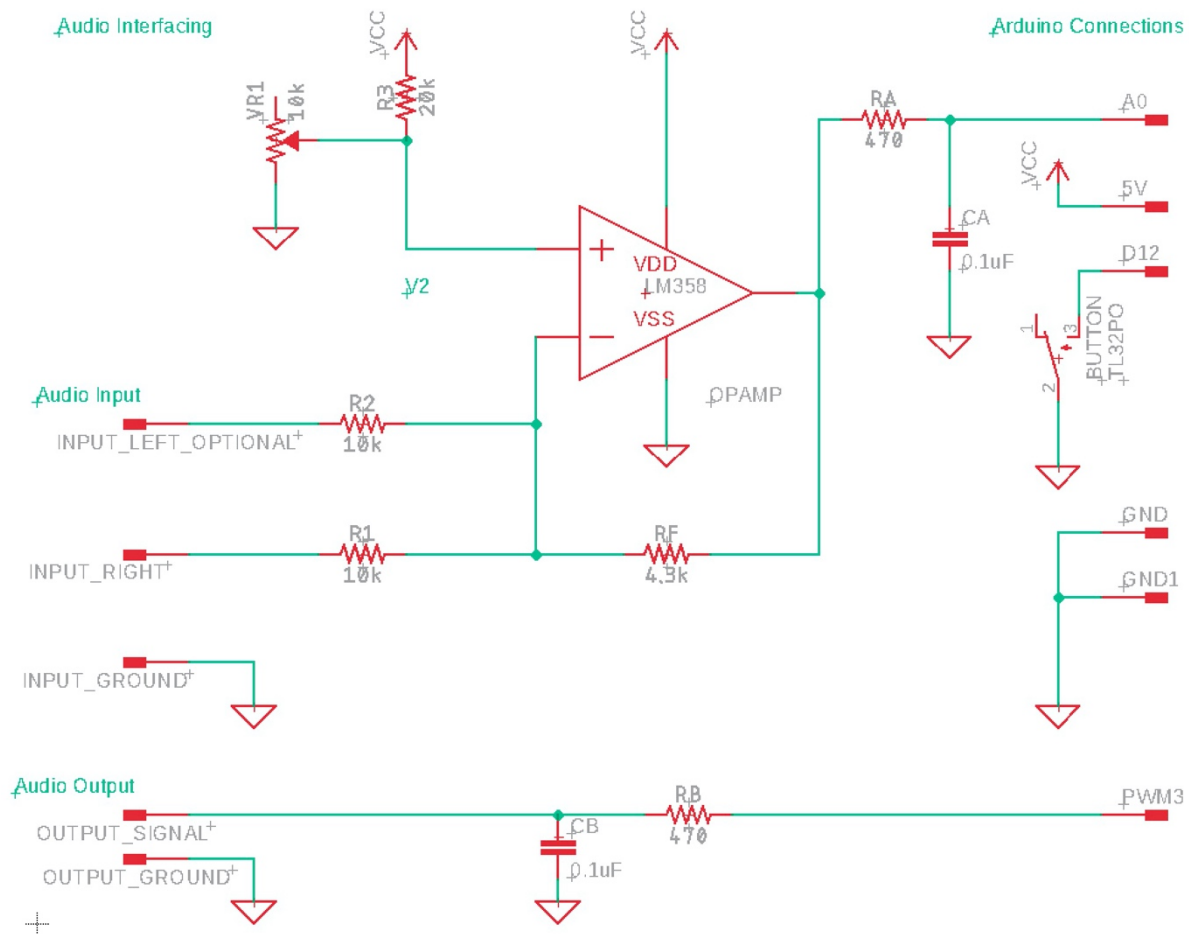 Audio Interfacing
Arduino Connections
VCC
VCC
VR1
10k
R3
20k
RA
470
A0
VCC
5V
CA
0.1uF
D12
+
VDD
LM358
V2
VSS
−
1
3
2
BUTTON
TL32PO
Audio Input
OPAMP
R2
10k
INPUT_LEFT_OPTIONAL
R1
10k
INPUT_RIGHT
RF
4.3k
GND
GND1
INPUT_GROUND
Audio Output
RB
470
PWM3
OUTPUT_SIGNAL
CB
0.1uF
OUTPUT_GROUND